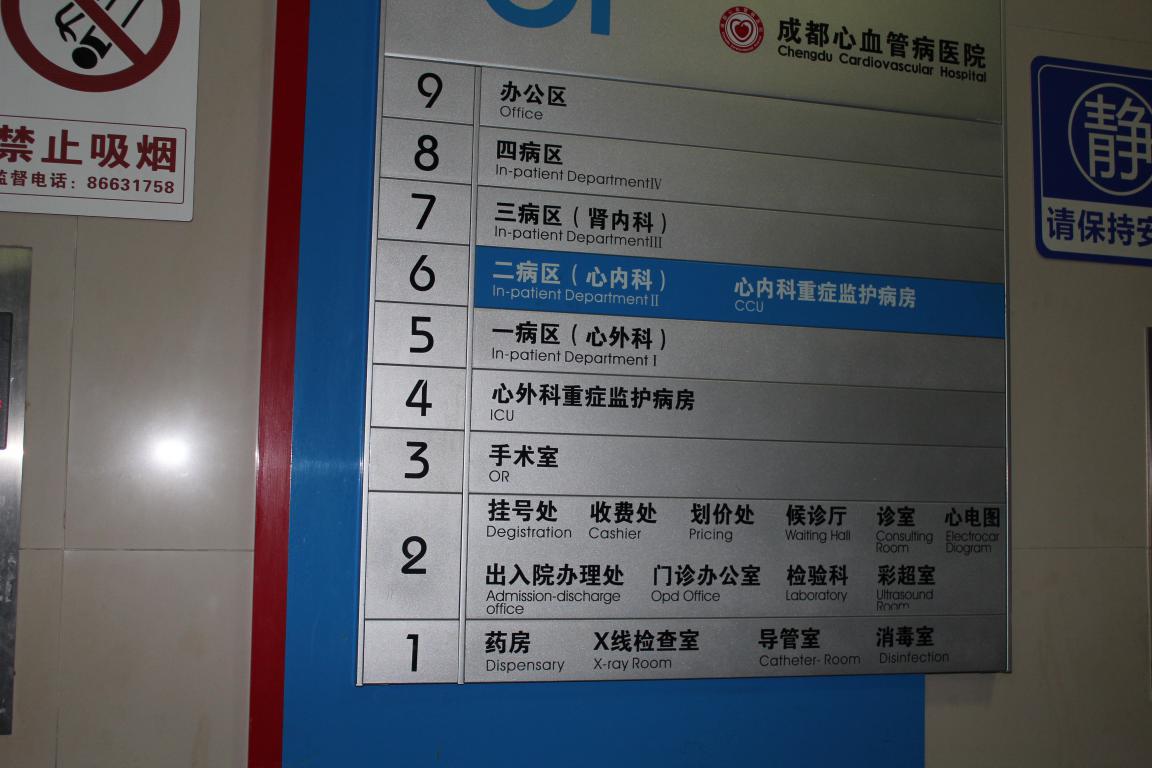 成都心血管病医院
Chengdu Cardiovascular Hospital
禁止吸烟
监督电话：86631758
静
请保持安
9 办公区
Office
8 四病区
In-patient DepartmentⅣ
7 三病区（肾内科）
In-patient DepartmentⅢ
6 二病区（心内科） 心内科重症监护病房
In-patient DepartmentⅡ CCU
5 一病区（心外科）
In-patient Department Ⅰ
4 心外科重症监护病房
ICU
3 手术室
OR
2 挂号处 收费处 划价处 候诊厅 诊室 心电图
Degistration Cashier Pricing Waiting Hall Consulting Room Electrocar Diogram
出入院办理处 门诊办公室 检验科 彩超室
Admission-discharge office Opd Office Laboratory Ultrasound Room
1 药房 X线检查室 导管室 消毒室
Dispensary X-ray Room Catheter- Room Disinfection